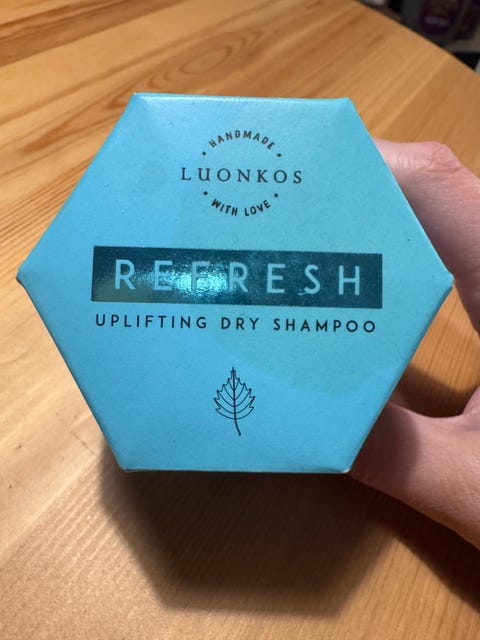 HANDMADE
LUONKOS
WITH LOVE
REFRESH
UPLIFTING DRY SHAMPOO